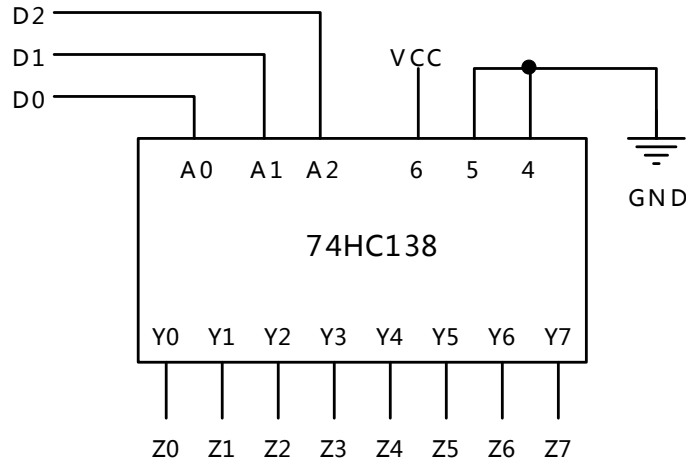 D2
D1
D0
VCC
A0 A1 A2 6 5 4
GND
74HC138
Y0 Y1 Y2 Y3 Y4 Y5 Y6 Y7
Z0 Z1 Z2 Z3 Z4 Z5 Z6 Z7